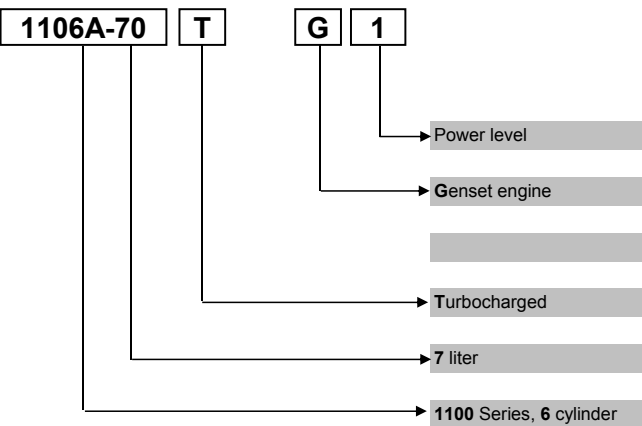 1106A-70 T G 1
Power level
Genset engine
Turbocharged
7 liter
1100 Series, 6 cylinder